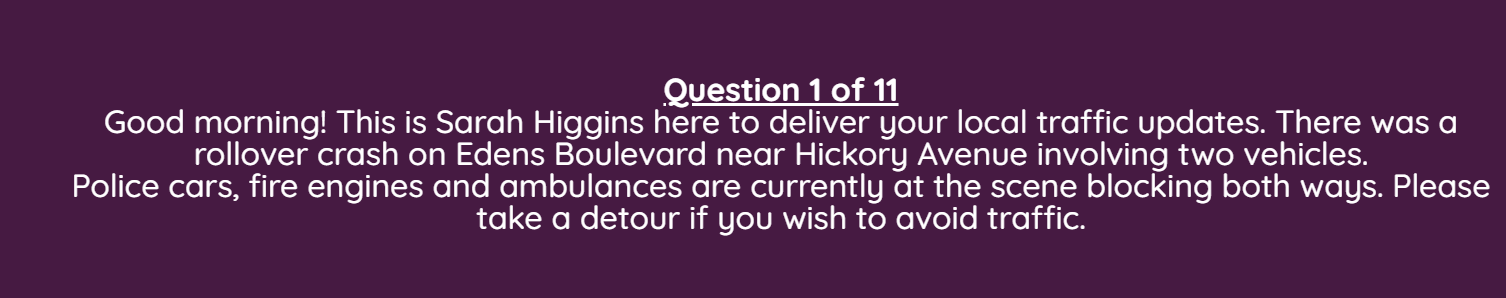 Question 1 of 11
Good morning! This is Sarah Higgins here to deliver your local traffic updates. There was a
rollover crash on Edens Boulevard near Hickory Avenue involving two vehicles.
Police cars, fire engines and ambulances are currently at the scene blocking both ways. Please
take a detour if you wish to avoid traffic.